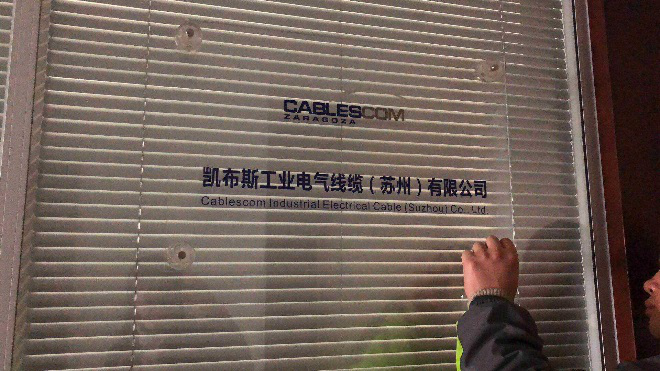 CABLESCOM
ZARAGOZA
凯布斯工业电气线缆（苏州）有限公司
Cablescom Industrial Electrical Cable (Suzhou) Co., Ltd.